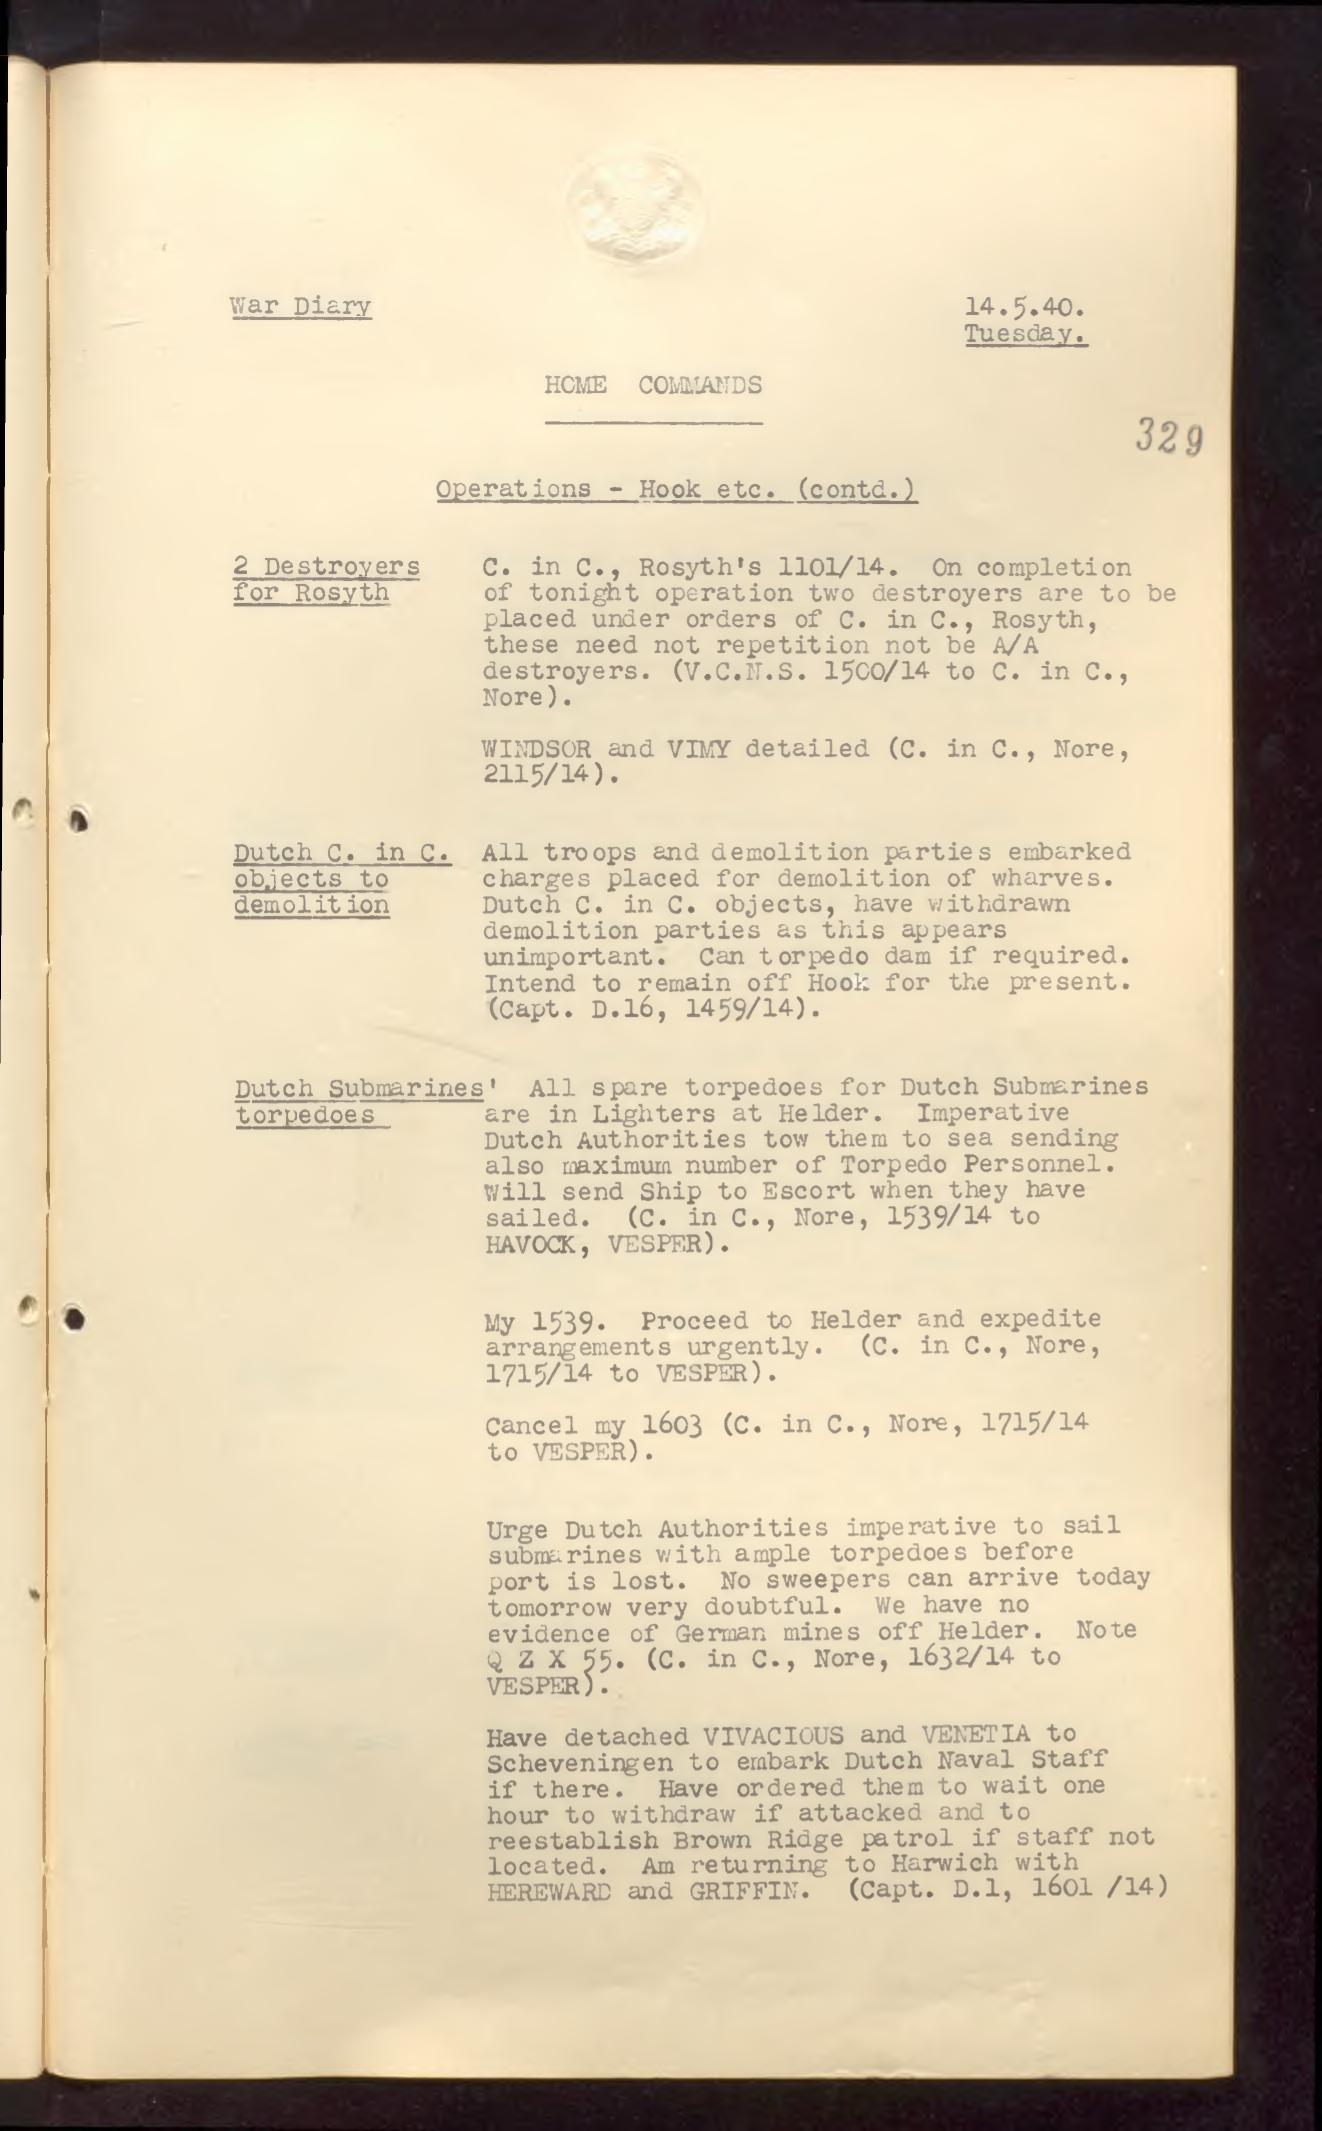 War Diary
14.5.40.
Tuesday.
HOME COMMANDS
329
Operations - Hook etc. (contd.)
2 Destroyers
for Rosyth
C. in C., Rosyth's 1101/14. On completion
of tonight operation two destroyers are to be
placed under orders of C. in C., Rosyth,
these need not repetition not be A/A
destroyers. (V.C.N.S. 1500/14 to C. in C.,
Nore).
WINDSOR and VIMY detailed (C. in C., Nore,
2115/14).
Dutch C. in C.
objects to
demolition
All troops and demolition parties embarked
charges placed for demolition of wharves.
Dutch C. in C. objects, have withdrawn
demolition parties as this appears
unimportant. Can torpedo dam if required.
Intend to remain off Hook for the present.
(Capt. D.16, 1459/14).
Dutch Submarines'
torpedoes
All spare torpedoes for Dutch Submarines
are in Lighters at Helder. Imperative
Dutch Authorities tow them to sea sending
also maximum number of Torpedo Personnel.
Will send Ship to Escort when they have
sailed. (C. in C., Nore, 1539/14 to
HAVOCK, VESPER).
My 1539. Proceed to Helder and expedite
arrangements urgently. (C. in C., Nore,
1715/14 to VESPER).
Cancel my 1603 (C. in C., Nore, 1715/14
to VESPER).
Urge Dutch Authorities imperative to sail
submarines with ample torpedoes before
port is lost. No sweepers can arrive today
tomorrow very doubtful. We have no
evidence of German mines off Helder. Note
Q Z X 55. (C. in C., Nore, 1632/14 to
VESPER).
Have detached VIVACIOUS and VENETIA to
Scheveningen to embark Dutch Naval Staff
if there. Have ordered them to wait one
hour to withdraw if attacked and to
reestablish Brown Ridge patrol if staff not
located. Am returning to Harwich with
HEREWARD and GRIFFIN. (Capt. D.1, 1601 /14)